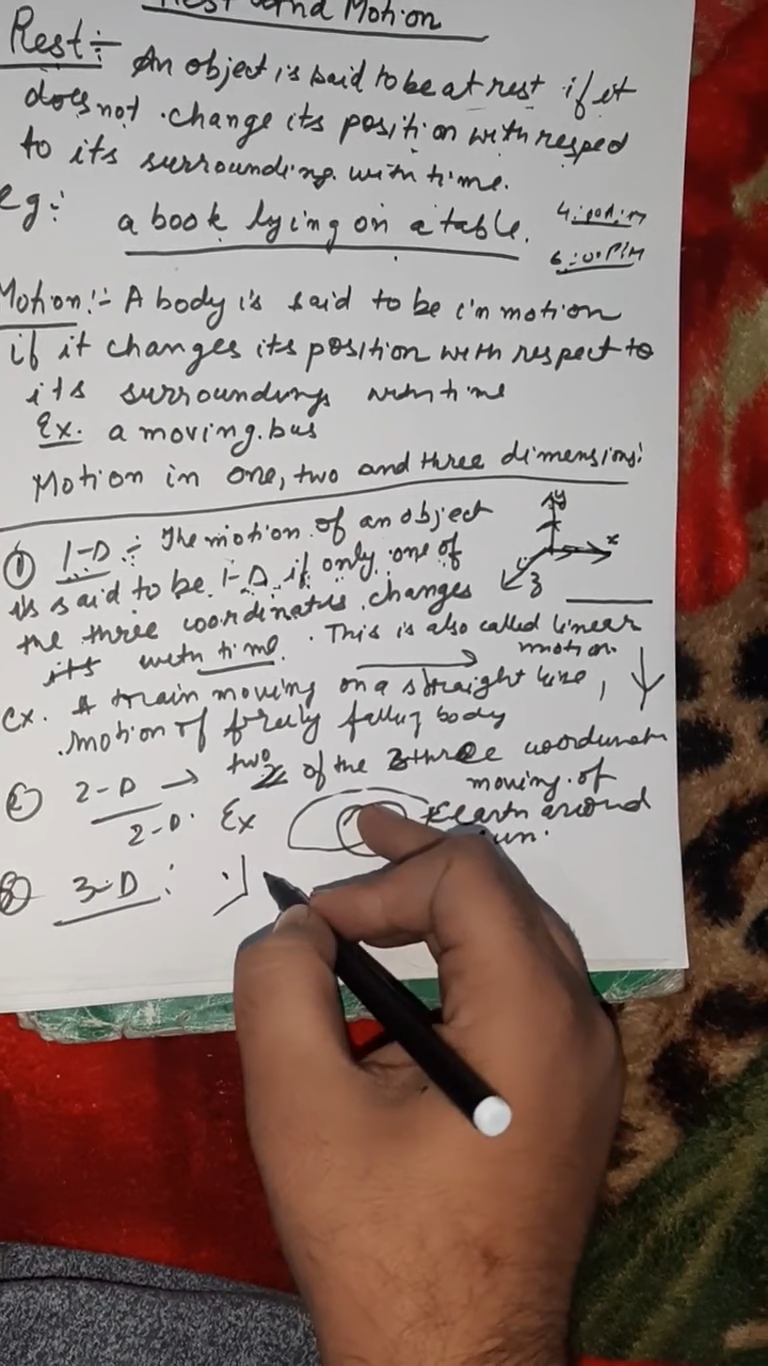 Rest and Motion
Rest :- An object is said to be at rest if it
does not change its position with respect
to its surrounding with time.
eg:-
a book lying on a table.
Motion :- A body is said to be in motion
if it changes its position with respect to
its surroundings with time
Ex. a moving bus
Motion in one, two and three dimensions:
① 1-D :- The motion of an object
is said to be 1-D if only one of
the three coordinates changes
its with time. This is also called linear
motion
y
x
z
Ex. A train moving on a straight line,
motion of freely falling body
2-D → two of the three coordinate
2-D. Ex
moving of
Earth around
sun.
3-D :